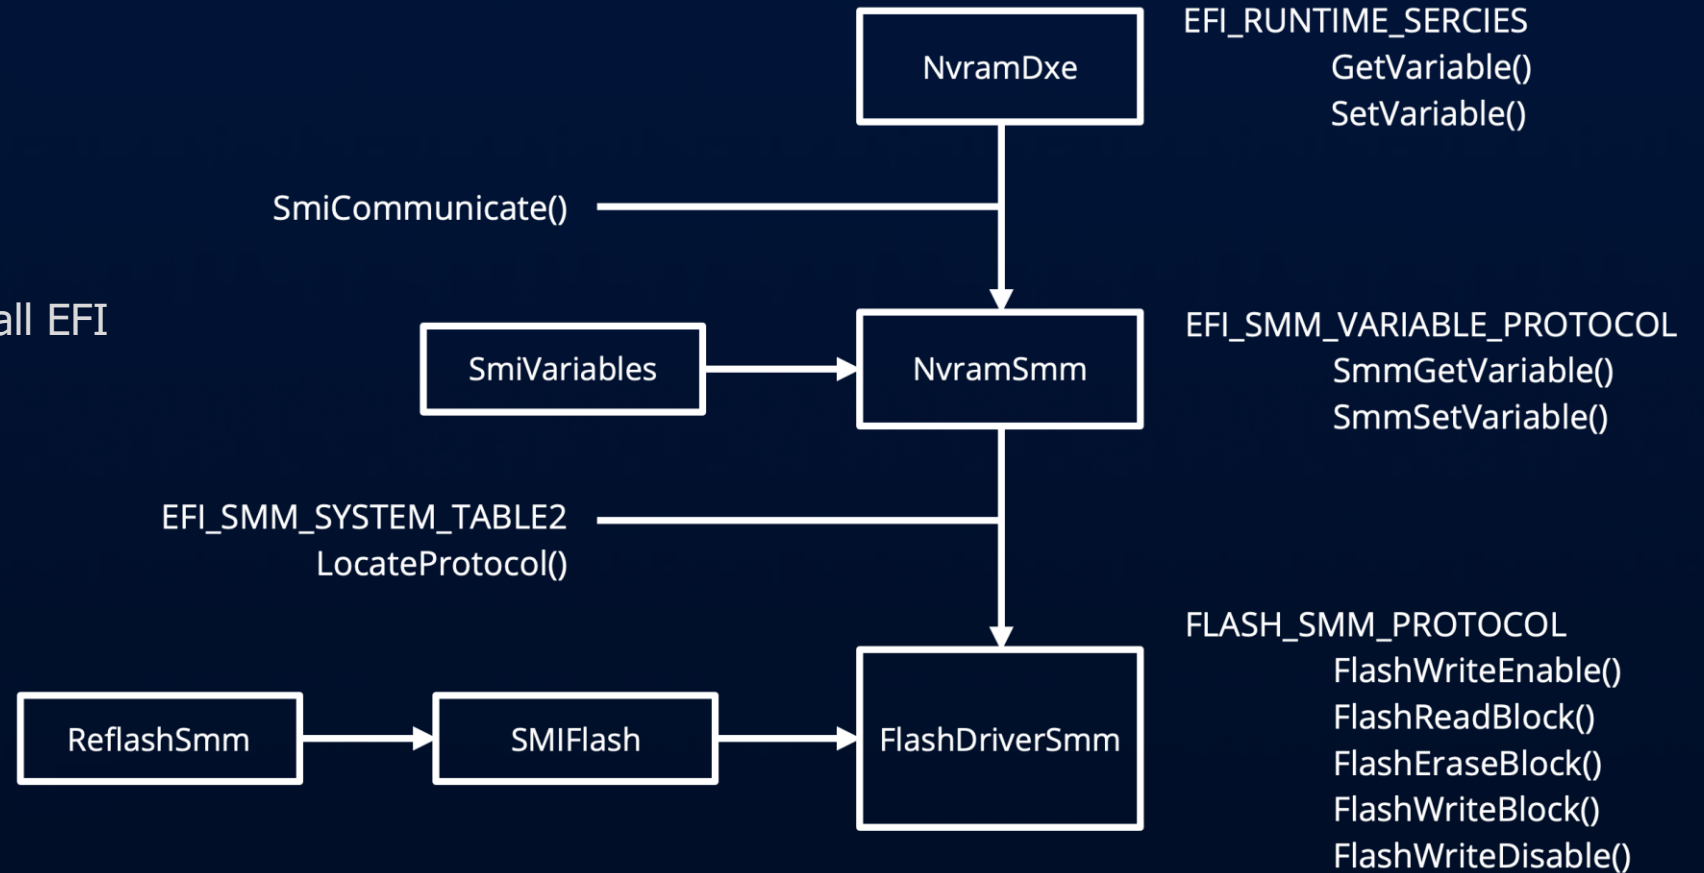 EFI_RUNTIME_SERCIES
NvramDxe
GetVariable()
SetVariable()
SmiCommunicate()
all EFI
EFI_SMM_VARIABLE_PROTOCOL
SmiVariables
NvramSmm
SmmGetVariable()
SmmSetVariable()
EFI_SMM_SYSTEM_TABLE2
LocateProtocol()
FLASH_SMM_PROTOCOL
FlashWriteEnable()
FlashReadBlock()
ReflashSmm
SMIFlash
FlashDriverSmm
FlashEraseBlock()
FlashWriteBlock()
FlashWriteDisable()